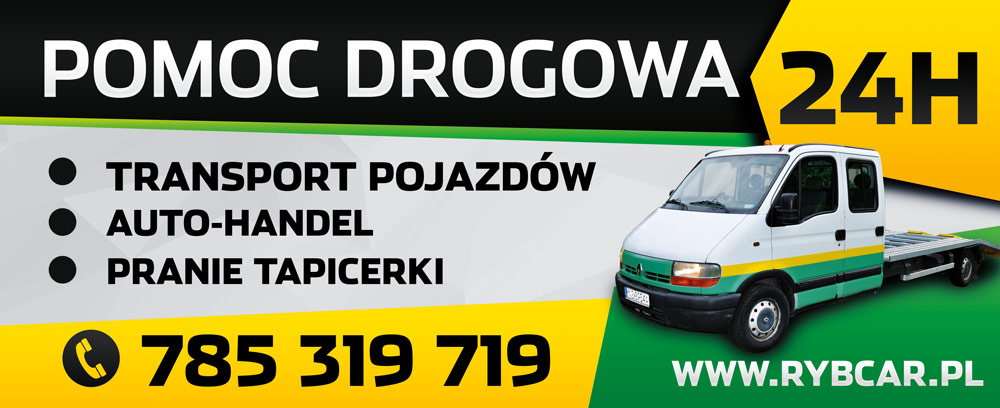 POMOC DROGOWA
24H
TRANSPORT POJAZDÓW
AUTO-HANDEL
PRANIE TAPICERKI
785 319 719
WWW.RYBCAR.PL